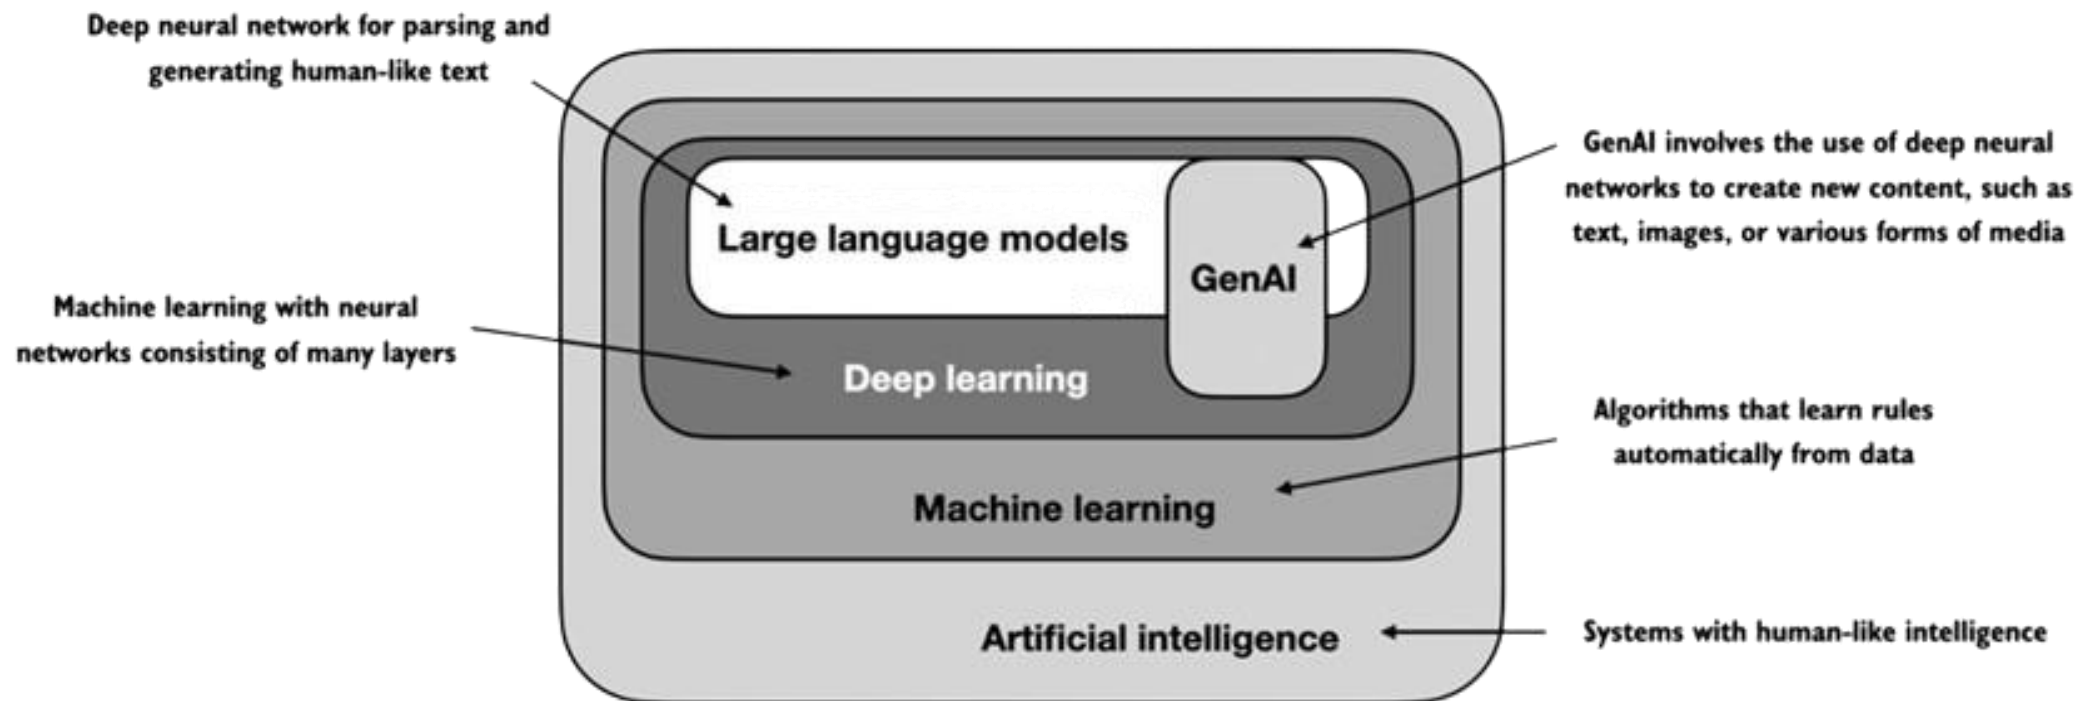 Deep neural network for parsing and
generating human-like text
GenAI involves the use of deep neural
networks to create new content, such as
text, images, or various forms of media
Large language models
GenAI
Machine learning with neural
networks consisting of many layers
Deep learning
Algorithms that learn rules
automatically from data
Machine learning
Artificial intelligence
Systems with human-like intelligence